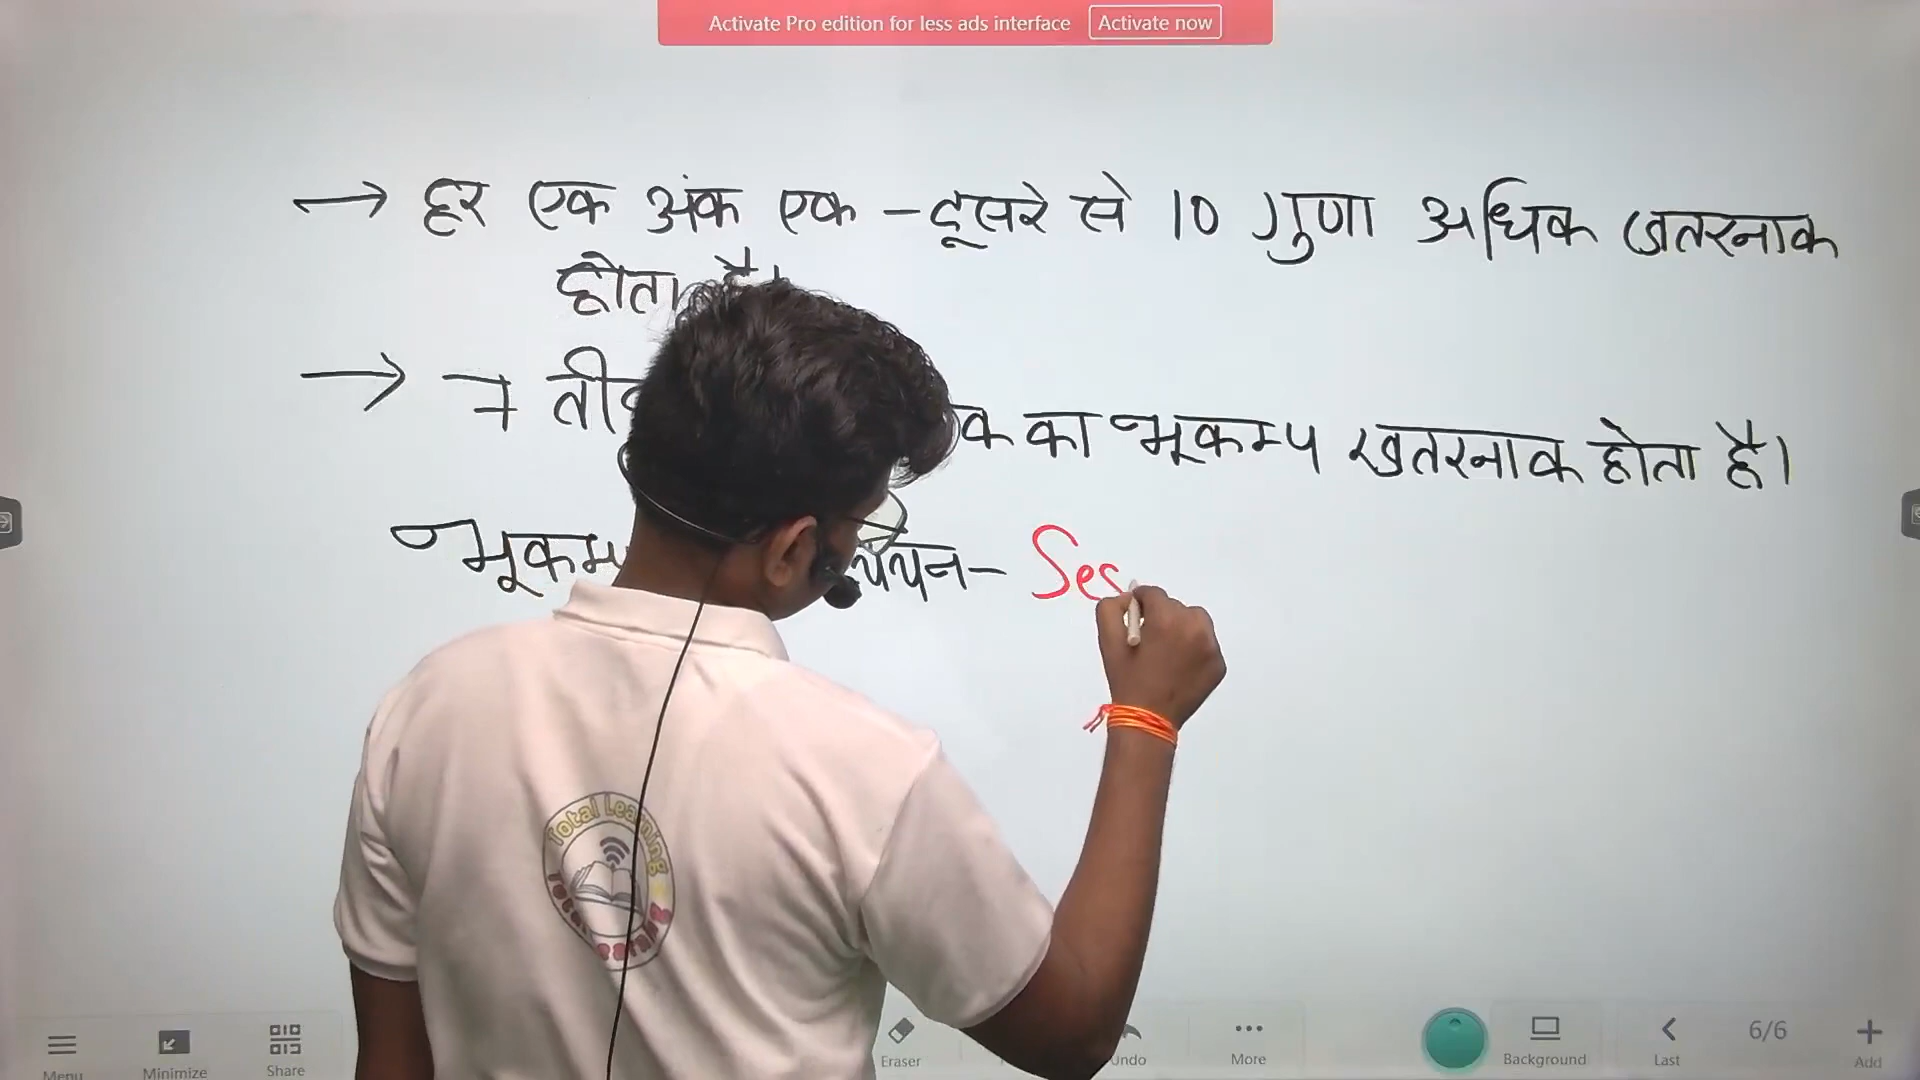 Activate Pro edition for less ads interface Activate now
→ हर एक अंक एक - दूसरे से 10 गुणा अधिक खतरनाक
होता है।
→ 7 का भूकम्प खतरनाक होता है।
Ses
Total Learning
Menu Minimize Share Eraser Undo More Background Last 6/6 Add